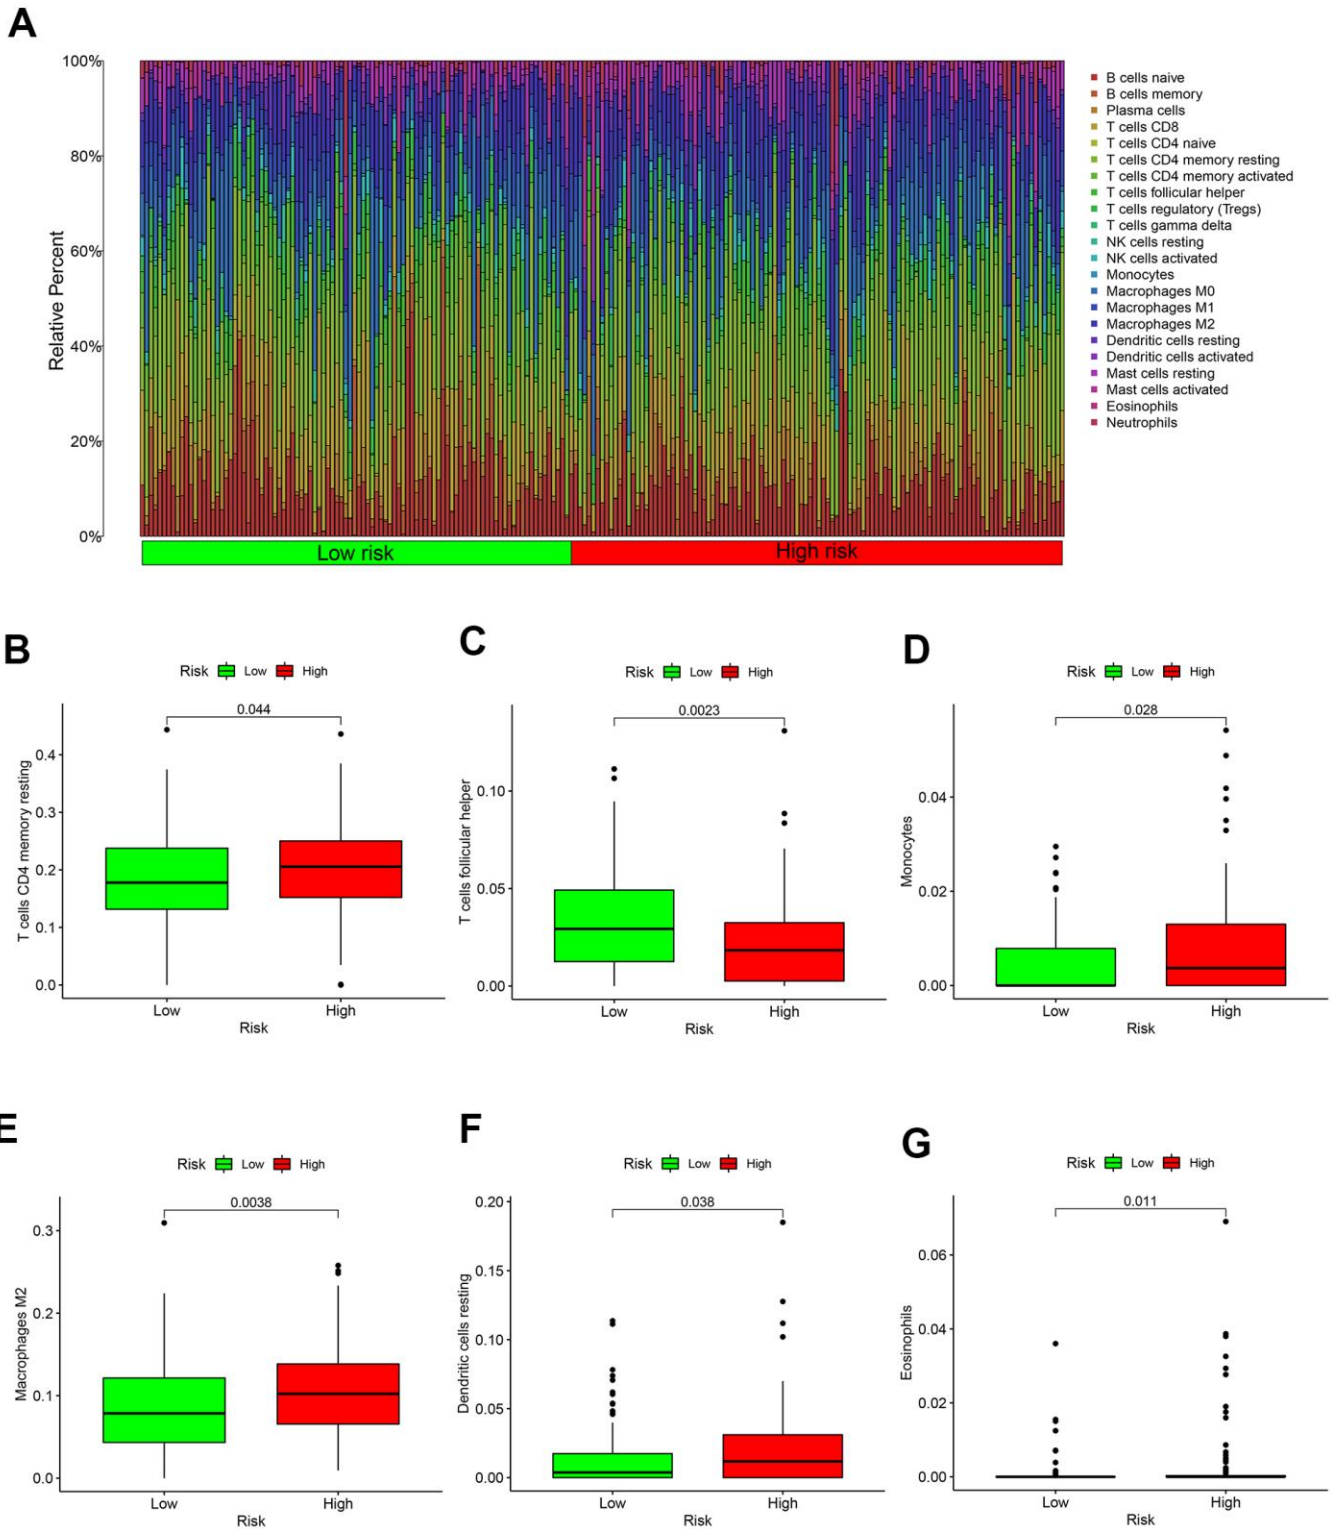 A
100%
80%
60%
40%
20%
0%
Relative Percent
Low risk
High risk
B cells naive
B cells memory
Plasma cells
T cells CD8
T cells CD4 naive
T cells CD4 memory resting
T cells CD4 memory activated
T cells follicular helper
T cells regulatory (Tregs)
T cells gamma delta
NK cells resting
NK cells activated
Monocytes
Macrophages M0
Macrophages M1
Macrophages M2
Dendritic cells resting
Dendritic cells activated
Mast cells resting
Mast cells activated
Eosinophils
Neutrophils
B
Risk Low High
0.044
0.4
0.3
0.2
0.1
0.0
T cells CD4 memory resting
Low High
Risk
C
Risk Low High
0.0023
0.10
0.05
0.00
T cells follicular helper
Low High
Risk
D
Risk Low High
0.028
0.04
0.02
0.00
Monocytes
Low High
Risk
E
Risk Low High
0.0038
0.3
0.2
0.1
0.0
Macrophages M2
Low High
Risk
F
Risk Low High
0.038
0.20
0.15
0.10
0.05
0.00
Dendritic cells resting
Low High
Risk
G
Risk Low High
0.011
0.06
0.04
0.02
0.00
Eosinophils
Low High
Risk